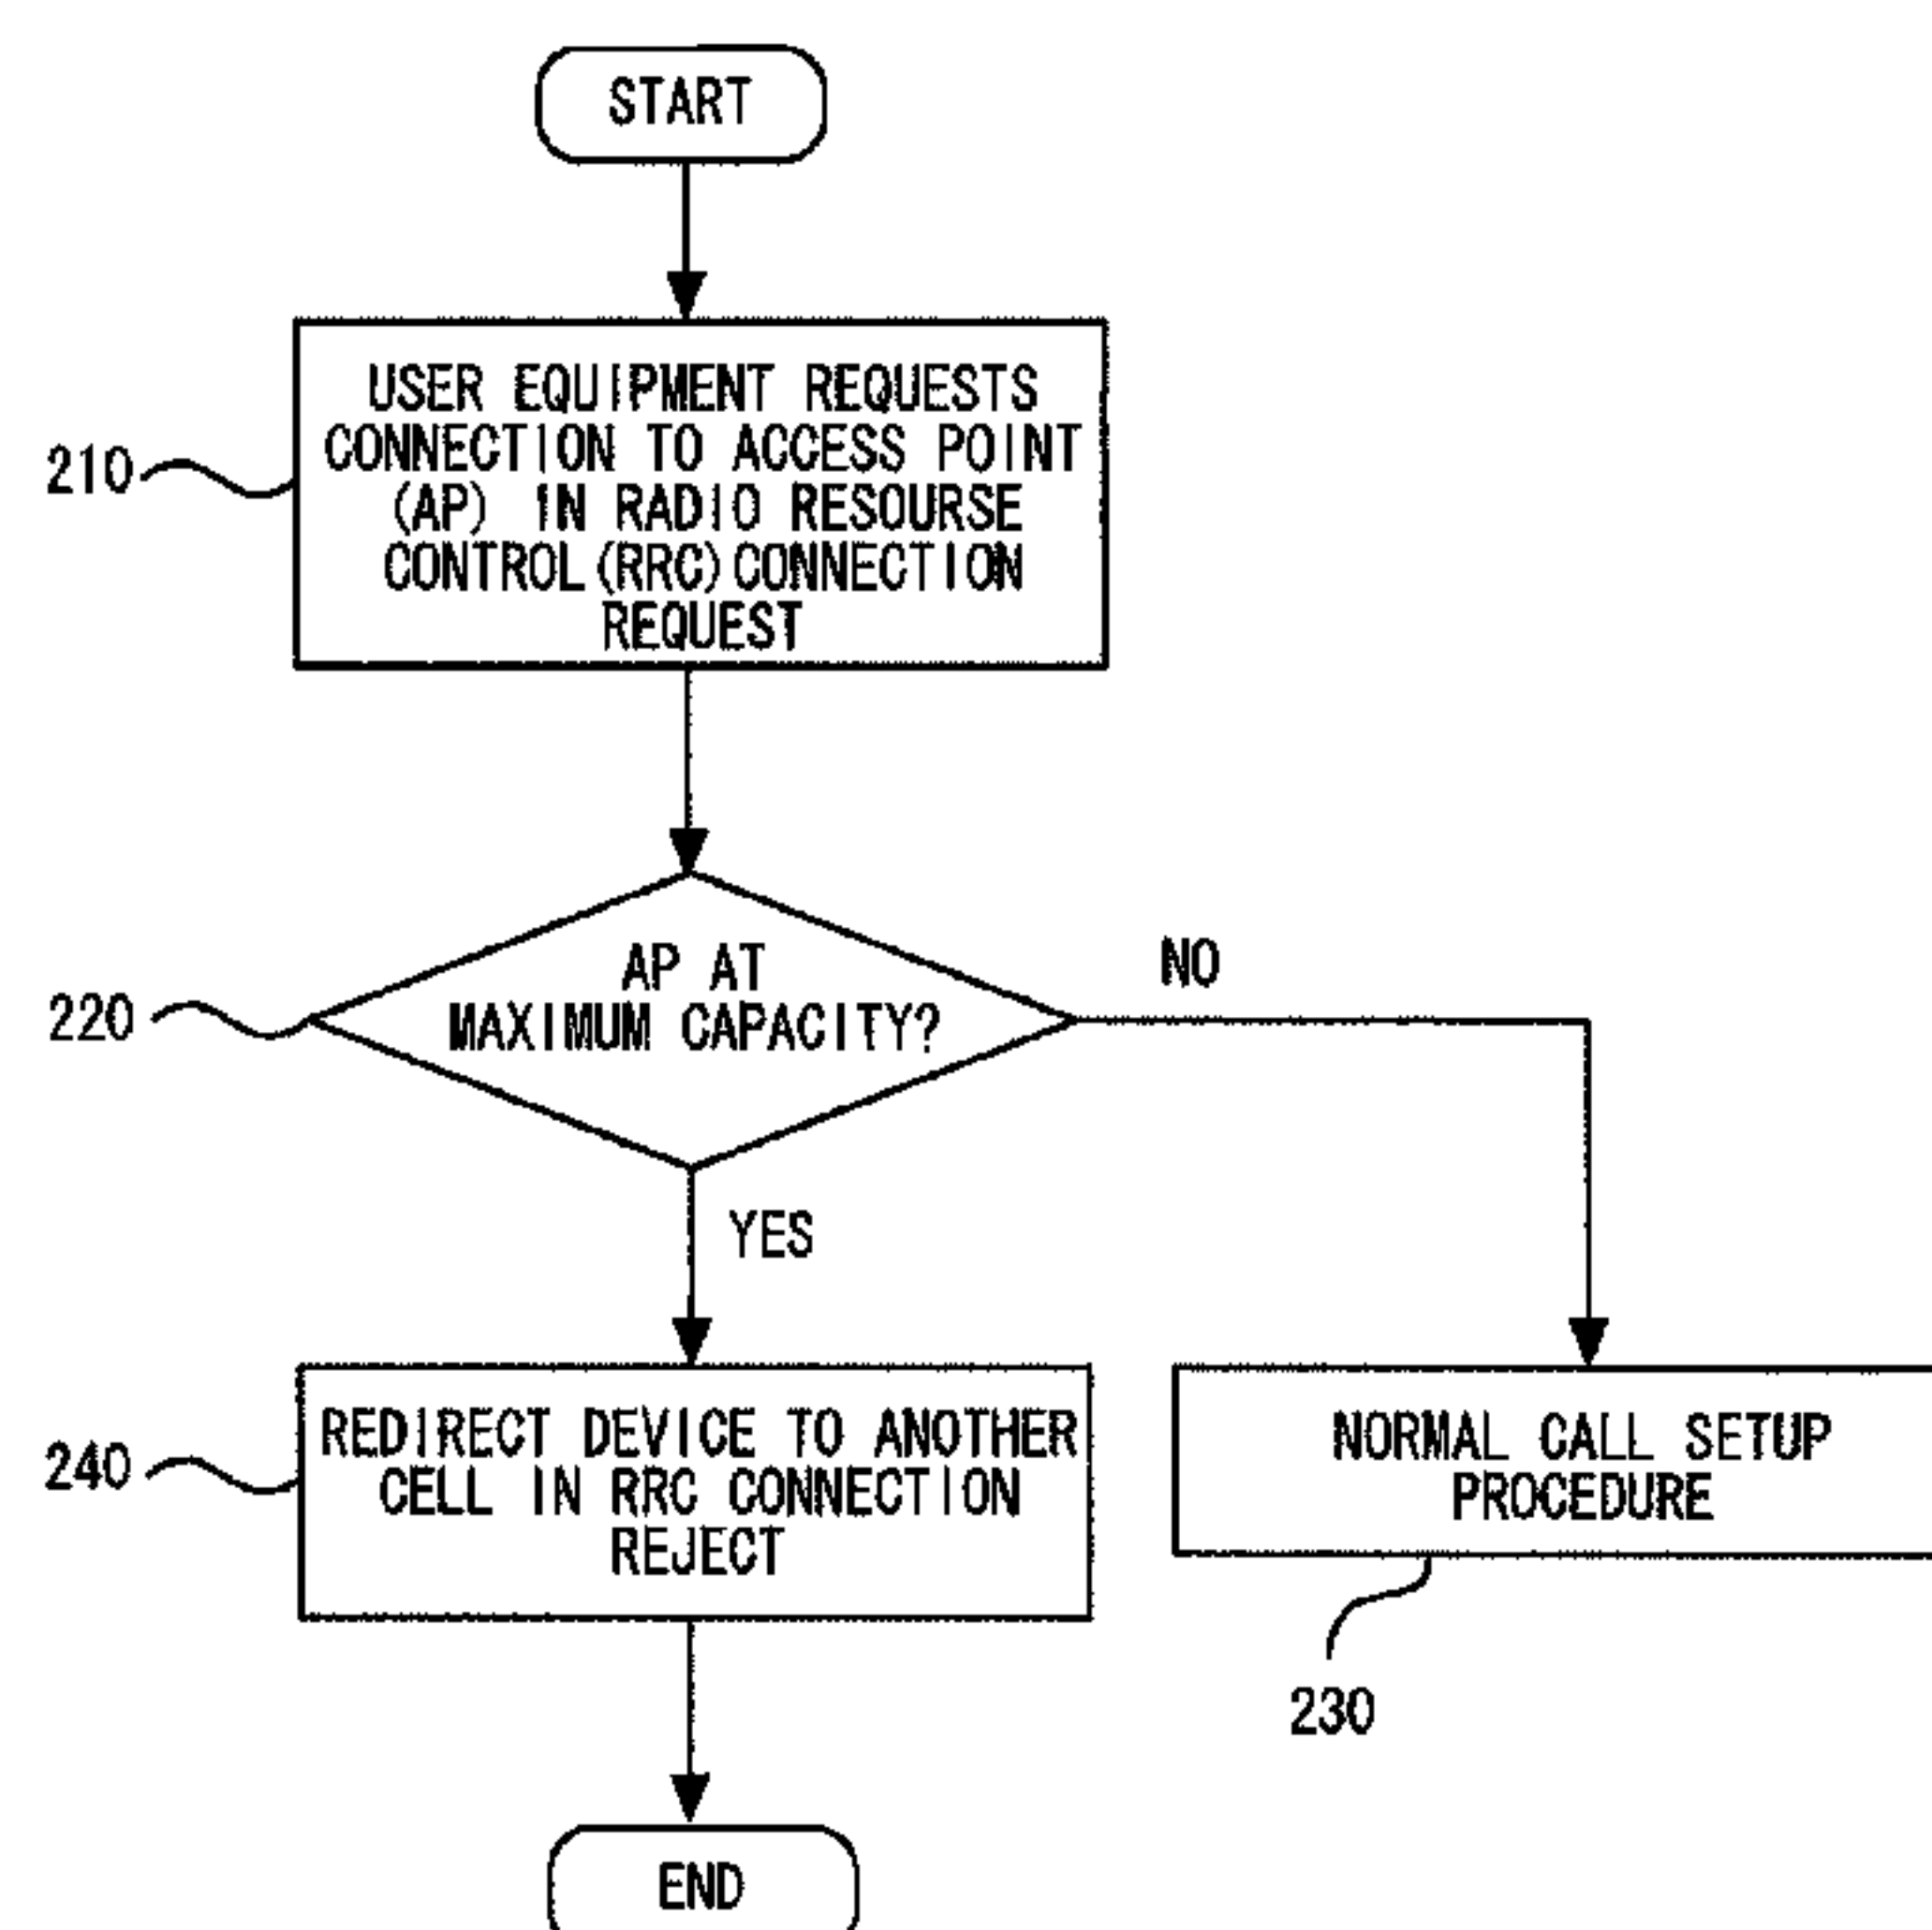 START
USER EQUIPMENT REQUESTS
CONNECTION TO ACCESS POINT
(AP) IN RADIO RESOURSE
CONTROL(RRC)CONNECTION
REQUEST
210
AP AT
MAXIMUM CAPACITY?
NO
220
YES
REDIRECT DEVICE TO ANOTHER
CELL IN RRC CONNECTION
REJECT
240
NORMAL CALL SETUP
PROCEDURE
230
END